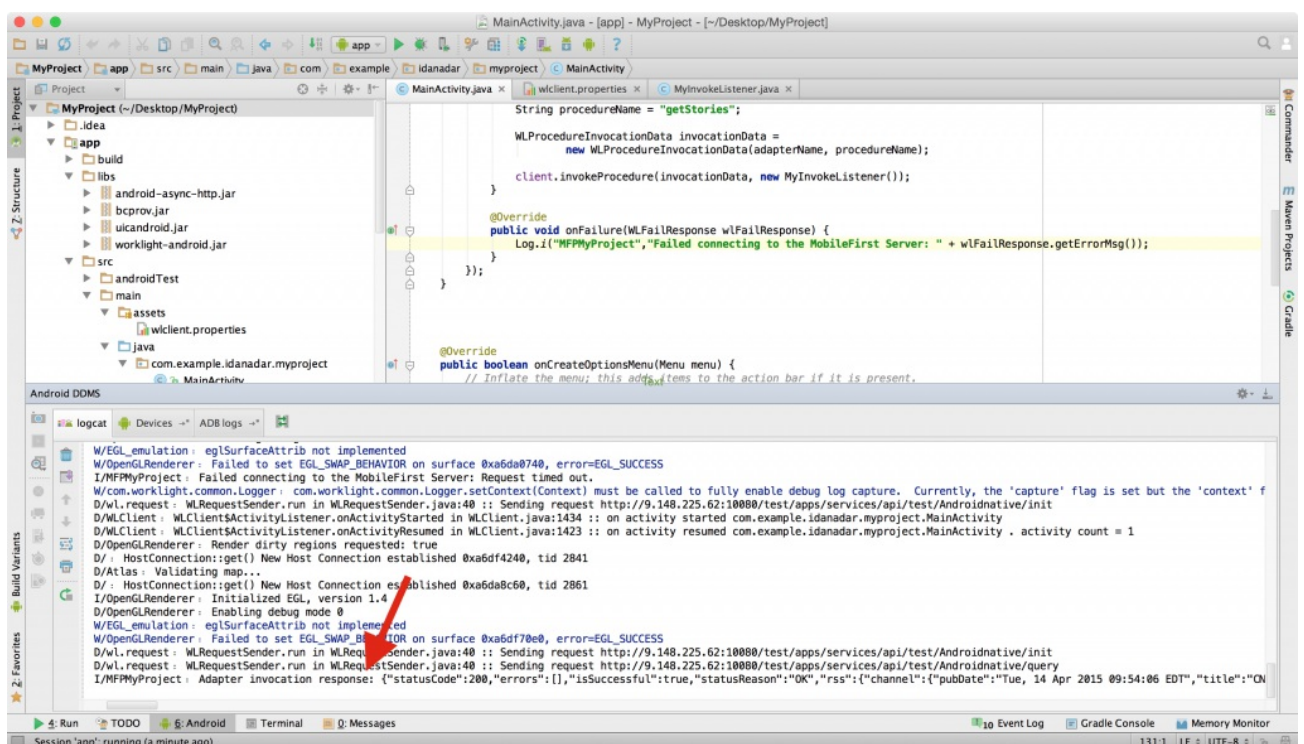 MainActivity.java - [app] - MyProject - [~/Desktop/MyProject]
app
MyProject app src main java com example idanadar myproject MainActivity
Project
MainActivity.java wlclient.properties MyInvokeListener.java
1: Project
Z: Structure
Build Variants
2: Favorites
MyProject (~/Desktop/MyProject)
.idea
app
build
libs
android-async-http.jar
bcprov.jar
uicandroid.jar
worklight-android.jar
src
androidTest
main
assets
wlclient.properties
java
com.example.idanadar.myproject
MainActivity
String procedureName = "getStories";
WLProcedureInvocationData invocationData =
new WLProcedureInvocationData(adapterName, procedureName);
client.invokeProcedure(invocationData, new MyInvokeListener());
}
@Override
public void onFailure(WLFailResponse wlFailResponse) {
Log.i("MFPMyProject","Failed connecting to the MobileFirst Server: " + wlFailResponse.getErrorMsg());
}
});
}
@Override
public boolean onCreateOptionsMenu(Menu menu) {
// Inflate the menu; this adds items to the action bar if it is present.
Text
Commander
Maven Projects
Gradle
Android DDMS
logcat Devices ADB logs
W/EGL_emulation﹕ eglSurfaceAttrib not implemented
W/OpenGLRenderer﹕ Failed to set EGL_SWAP_BEHAVIOR on surface 0xa6da0740, error=EGL_SUCCESS
I/MFPMyProject﹕ Failed connecting to the MobileFirst Server: Request timed out.
W/com.worklight.common.Logger﹕ com.worklight.common.Logger.setContext(Context) must be called to fully enable debug log capture.  Currently, the 'capture' flag is set but the 'context' f
D/wl.request﹕ WLRequestSender.run in WLRequestSender.java:40 :: Sending request http://9.148.225.62:10080/test/apps/services/api/test/Androidnative/init
D/WLClient﹕ WLClient$ActivityListener.onActivityStarted in WLClient.java:1434 :: on activity started com.example.idanadar.myproject.MainActivity
D/WLClient﹕ WLClient$ActivityListener.onActivityResumed in WLClient.java:1423 :: on activity resumed com.example.idanadar.myproject.MainActivity . activity count = 1
D/OpenGLRenderer﹕ Render dirty regions requested: true
D/﹕ HostConnection::get() New Host Connection established 0xa6df4240, tid 2841
D/Atlas﹕ Validating map...
D/﹕ HostConnection::get() New Host Connection established 0xa6da8c60, tid 2861
I/OpenGLRenderer﹕ Initialized EGL, version 1.4
D/OpenGLRenderer﹕ Enabling debug mode 0
W/EGL_emulation﹕ eglSurfaceAttrib not implemented
W/OpenGLRenderer﹕ Failed to set EGL_SWAP_BEHAVIOR on surface 0xa6df70e0, error=EGL_SUCCESS
D/wl.request﹕ WLRequestSender.run in WLRequestSender.java:40 :: Sending request http://9.148.225.62:10080/test/apps/services/api/test/Androidnative/init
D/wl.request﹕ WLRequestSender.run in WLRequestSender.java:40 :: Sending request http://9.148.225.62:10080/test/apps/services/api/test/Androidnative/query
I/MFPMyProject﹕ Adapter invocation response: {"statusCode":200,"errors":[],"isSuccessful":true,"statusReason":"OK","rss":{"channel":{"pubDate":"Tue, 14 Apr 2015 09:54:06 EDT","title":"CN
4: Run TODO 6: Android Terminal 0: Messages 10 Event Log Gradle Console Memory Monitor
Session 'app': running (a minute ago) 131:1 LF UTF-8